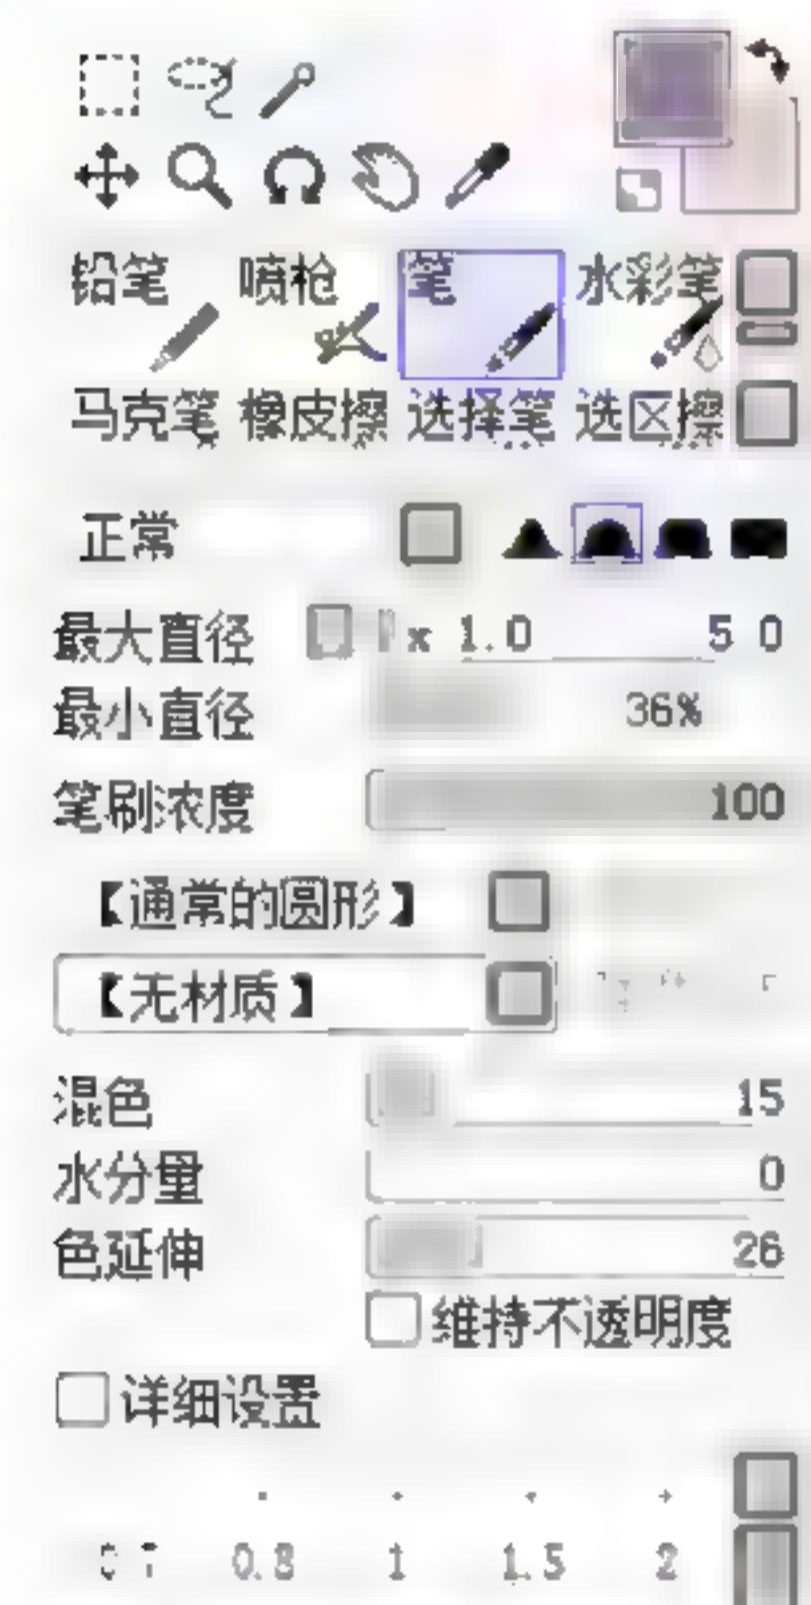 铅笔 喷枪 笔 水彩笔
马克笔 橡皮擦 选择笔 选区擦
正常
最大直径 x 1.0 5 0
最小直径 36%
笔刷浓度 100
【通常的圆形】
【无材质】
混色 15
水分量 0
色延伸 26
维持不透明度
详细设置
0.8 1 1.5 2